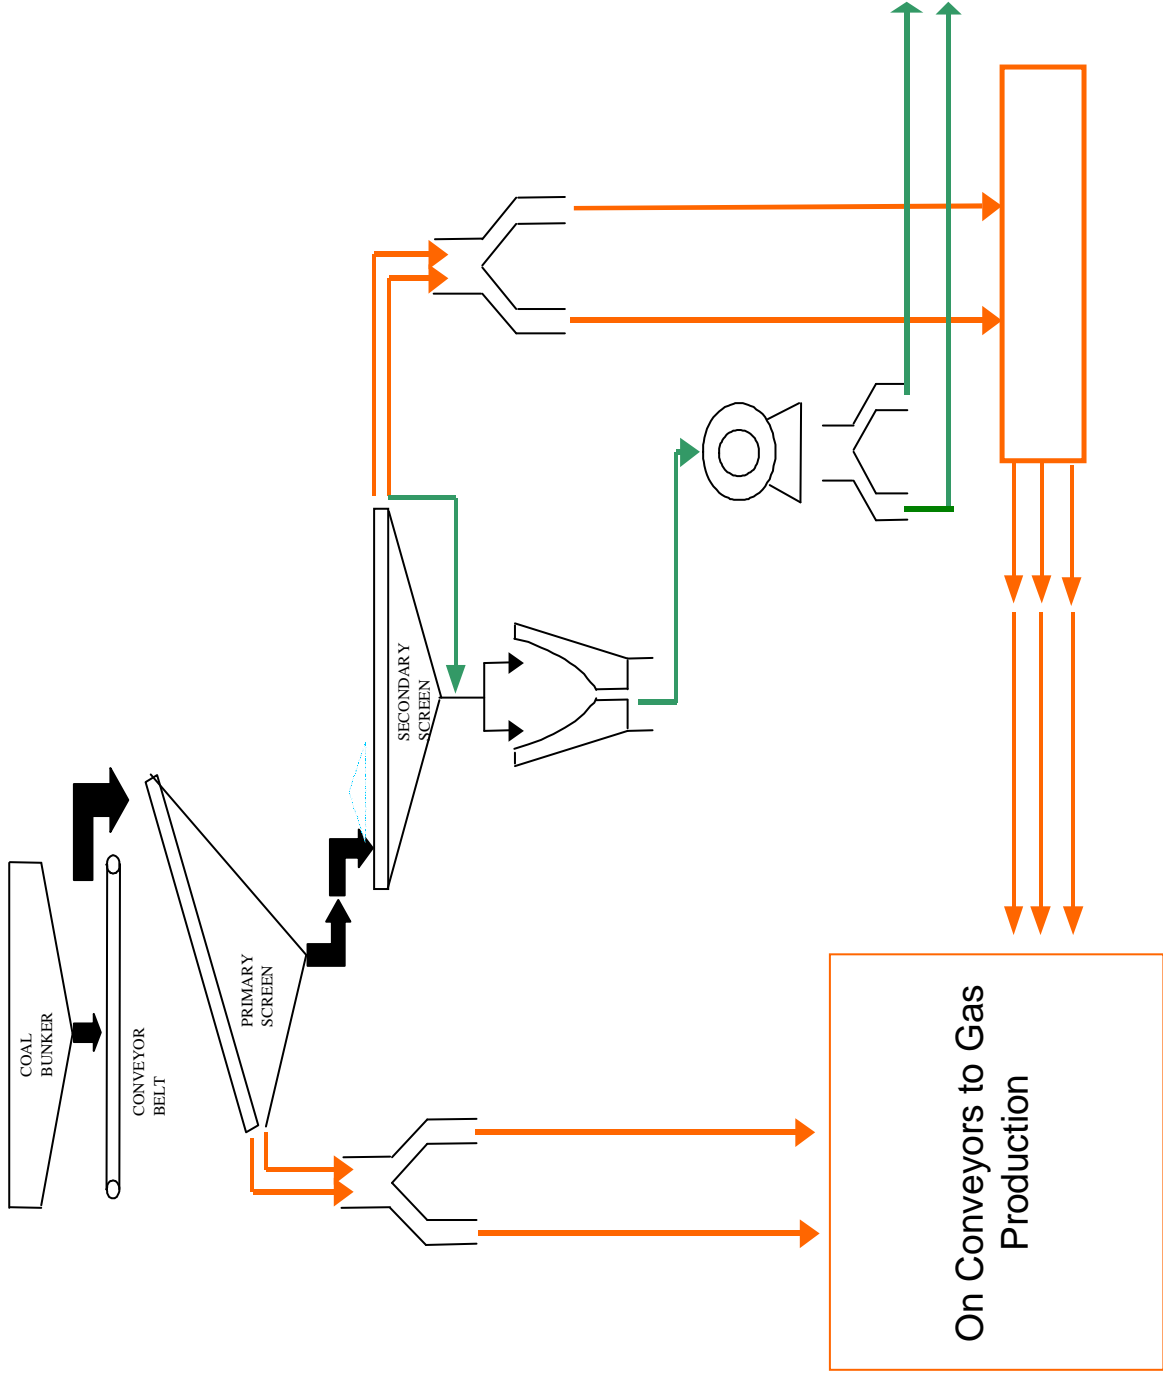 COAL
BUNKER
CONVEYOR
BELT
PRIMARY
SCREEN
SECONDARY
SCREEN
On Conveyors to Gas
Production